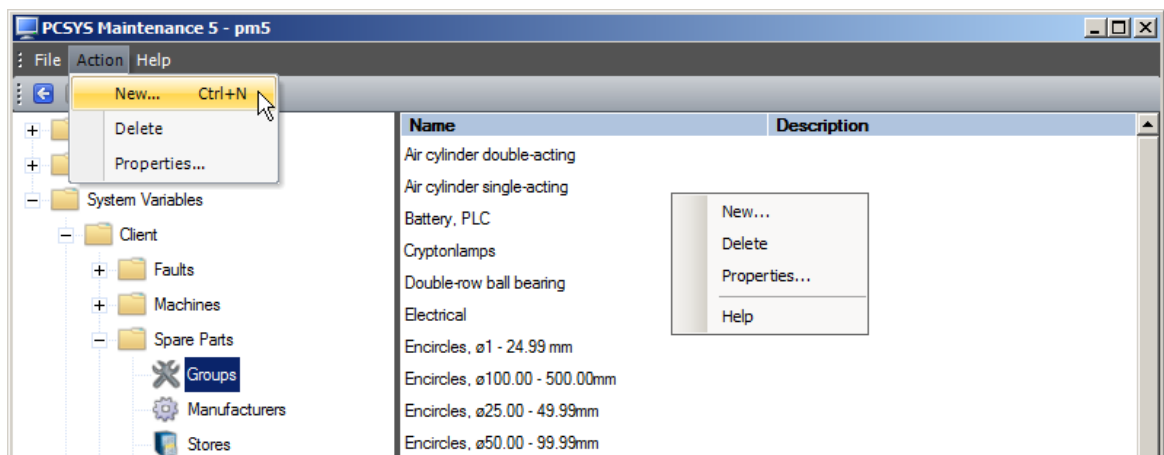 PCSYS Maintenance 5 - pm5
File Action Help
New... Ctrl+N
Delete
Properties...
System Variables
Client
Faults
Machines
Spare Parts
Groups
Manufacturers
Stores
Name Description
Air cylinder double-acting
Air cylinder single-acting
Battery, PLC
Cryptonlamps
Double-row ball bearing
Electrical
Encircles, ø1 - 24.99 mm
Encircles, ø100.00 - 500.00mm
Encircles, ø25.00 - 49.99mm
Encircles, ø50.00 - 99.99mm
New...
Delete
Properties...
Help